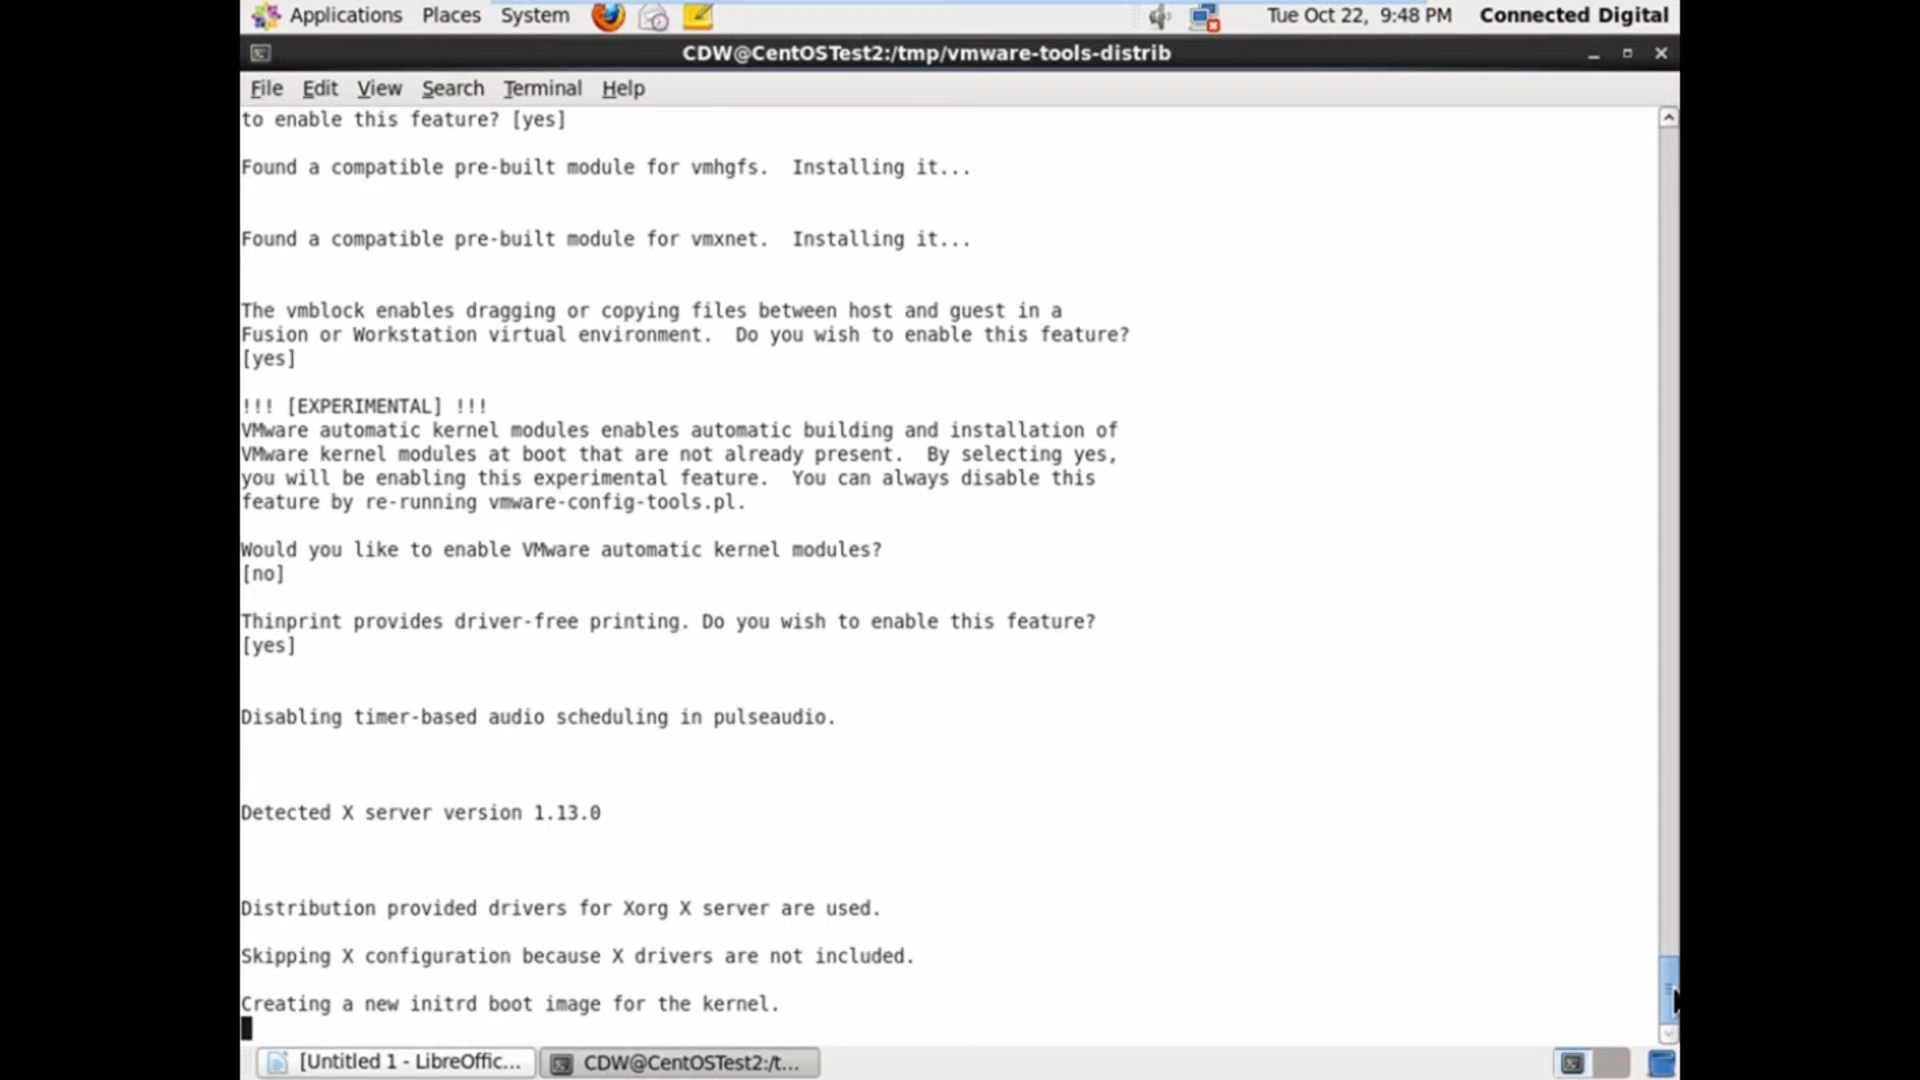 Applications Places System Tue Oct 22, 9:48 PM Connected Digital
CDW@CentOSTest2:/tmp/vmware-tools-distrib
File Edit View Search Terminal Help
to enable this feature? [yes]
Found a compatible pre-built module for vmhgfs.  Installing it...
Found a compatible pre-built module for vmxnet.  Installing it...
The vmblock enables dragging or copying files between host and guest in a
Fusion or Workstation virtual environment.  Do you wish to enable this feature?
[yes]
!!! [EXPERIMENTAL] !!!
VMware automatic kernel modules enables automatic building and installation of
VMware kernel modules at boot that are not already present.  By selecting yes,
you will be enabling this experimental feature.  You can always disable this
feature by re-running vmware-config-tools.pl.
Would you like to enable VMware automatic kernel modules?
[no]
Thinprint provides driver-free printing. Do you wish to enable this feature?
[yes]
Disabling timer-based audio scheduling in pulseaudio.
Detected X server version 1.13.0
Distribution provided drivers for Xorg X server are used.
Skipping X configuration because X drivers are not included.
Creating a new initrd boot image for the kernel.
[Untitled 1 - LibreOffic... CDW@CentOSTest2:/t...